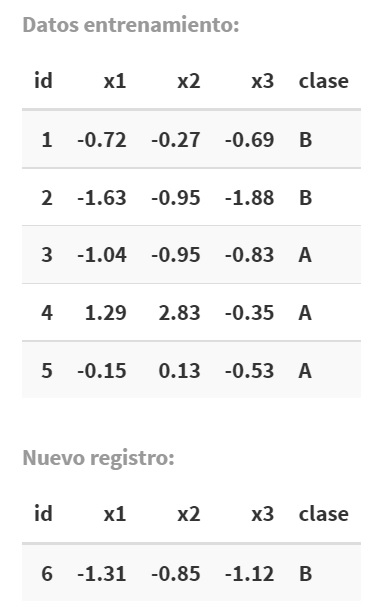 Datos entrenamiento:
id x1 x2 x3 clase
1 -0.72 -0.27 -0.69 B
2 -1.63 -0.95 -1.88 B
3 -1.04 -0.95 -0.83 A
4 1.29 2.83 -0.35 A
5 -0.15 0.13 -0.53 A
Nuevo registro:
id x1 x2 x3 clase
6 -1.31 -0.85 -1.12 B